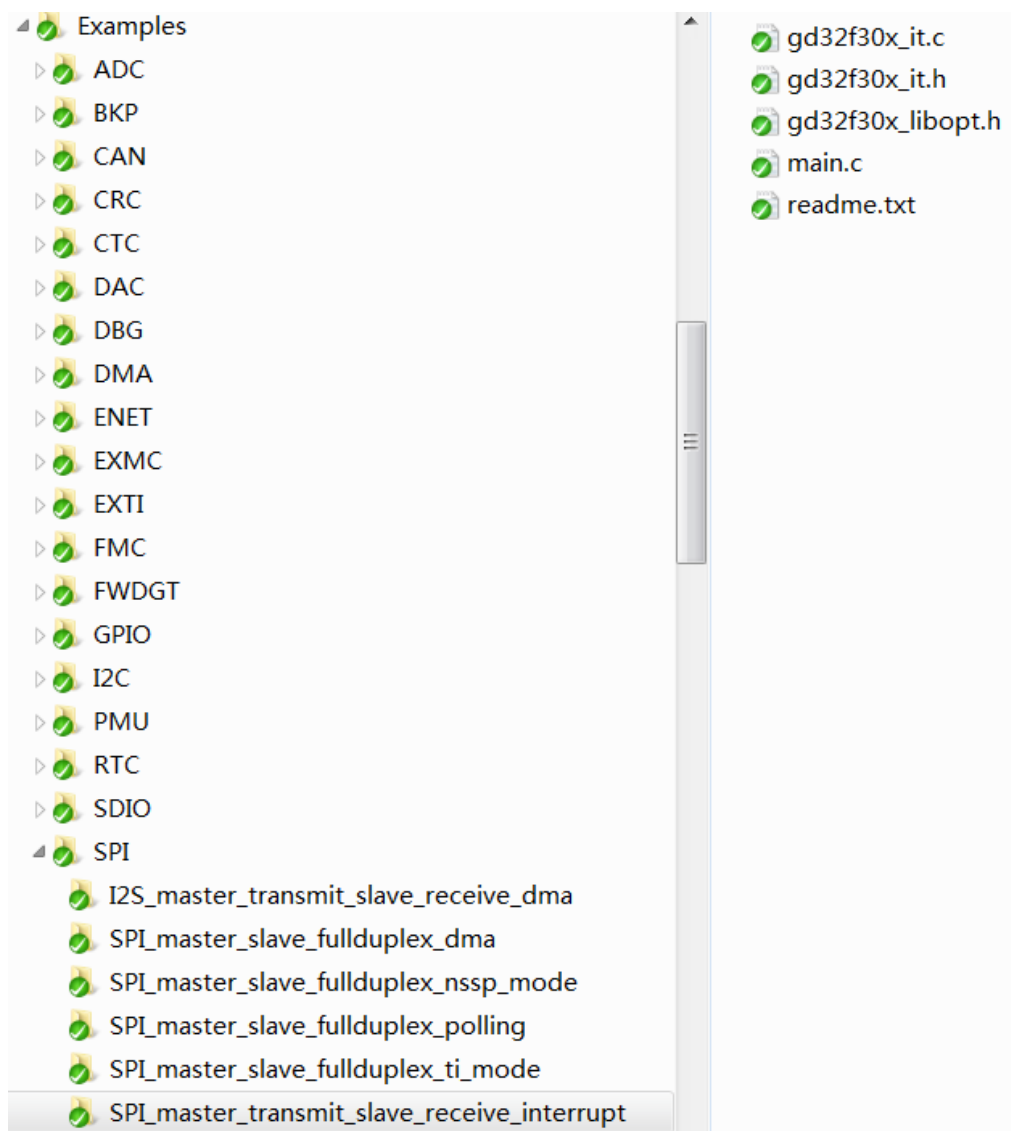 Examples
ADC
BKP
CAN
CRC
CTC
DAC
DBG
DMA
ENET
EXMC
EXTI
FMC
FWDGT
GPIO
I2C
PMU
RTC
SDIO
SPI
I2S_master_transmit_slave_receive_dma
SPI_master_slave_fullduplex_dma
SPI_master_slave_fullduplex_nssp_mode
SPI_master_slave_fullduplex_polling
SPI_master_slave_fullduplex_ti_mode
SPI_master_transmit_slave_receive_interrupt
gd32f30x_it.c
gd32f30x_it.h
gd32f30x_libopt.h
main.c
readme.txt